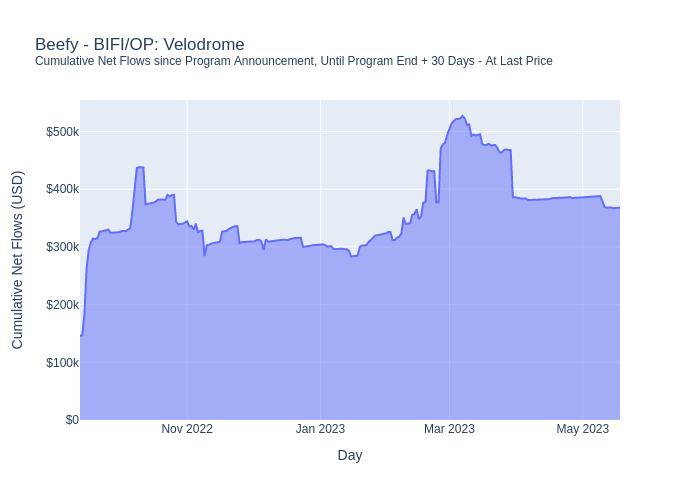 Beefy - BIFI/OP: Velodrome
Cumulative Net Flows since Program Announcement, Until Program End + 30 Days - At Last Price
Cumulative Net Flows (USD)
$500k
$400k
$300k
$200k
$100k
$0
Nov 2022
Jan 2023
Mar 2023
May 2023
Day